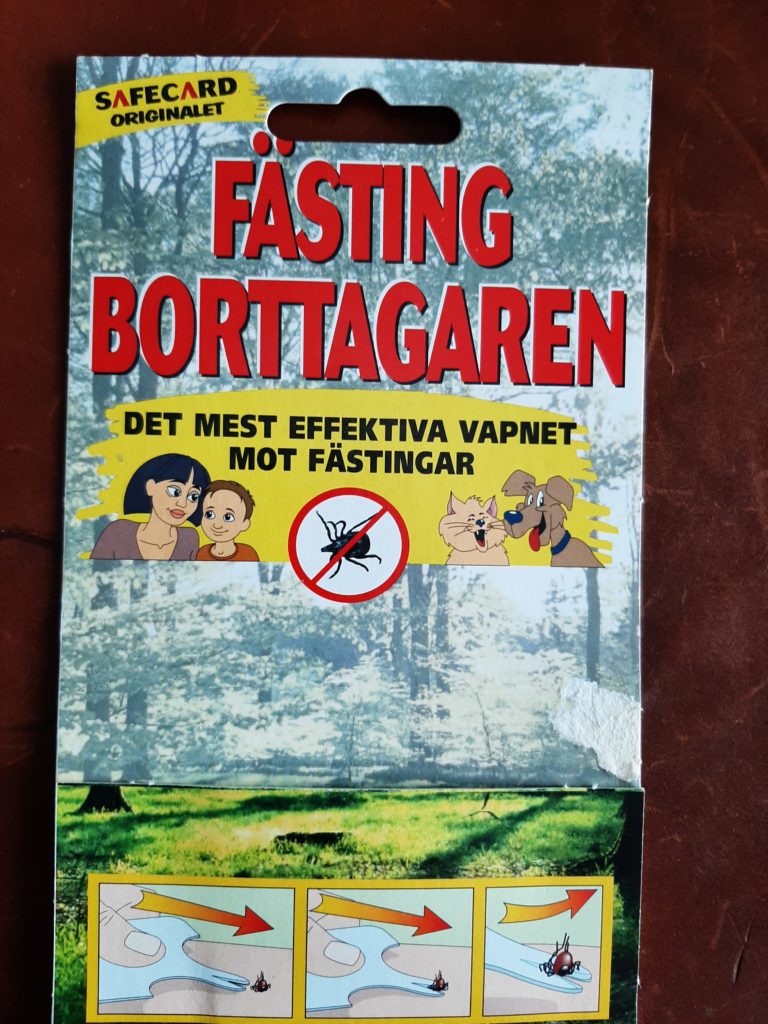 SAFECARD
ORIGINALET
FÄSTING
BORTTAGAREN
DET MEST EFFEKTIVA VAPNET
MOT FÄSTINGAR